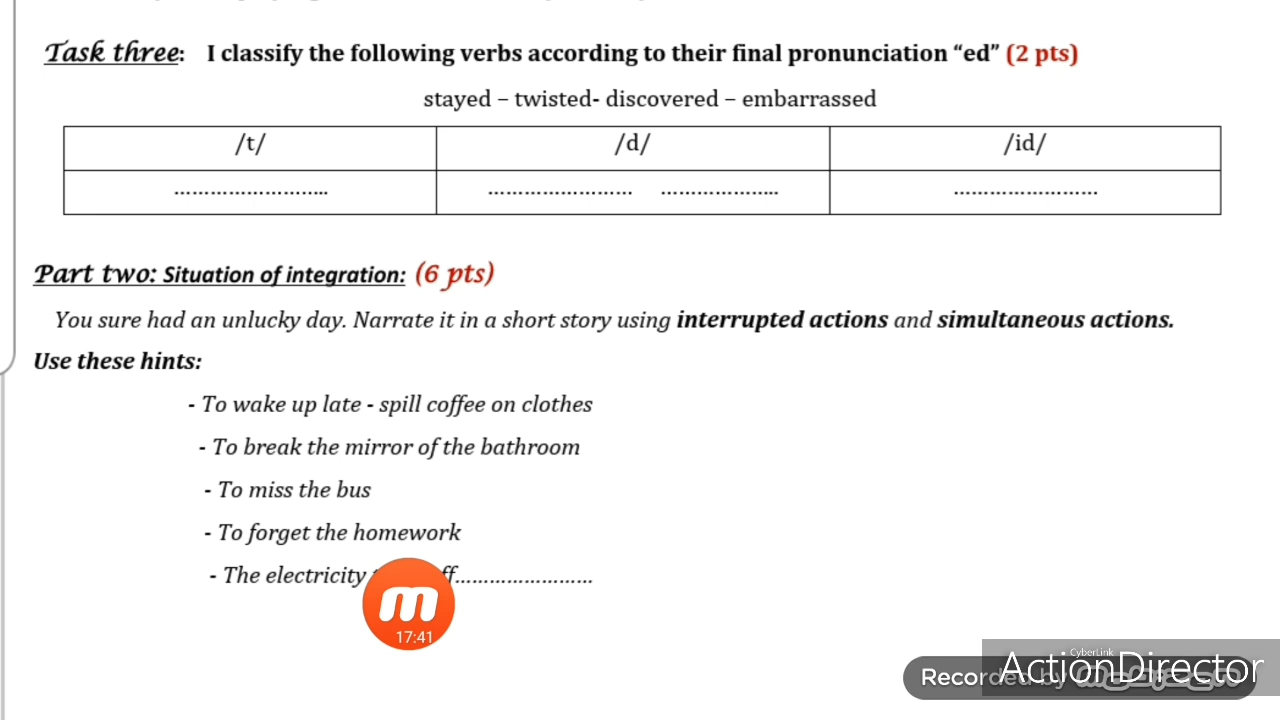 Task three: I classify the following verbs according to their final pronunciation “ed” (2 pts)
stayed – twisted- discovered – embarrassed
/t/ /d/ /id/
…………………….. …………………… ………………... ……………………
Part two: Situation of integration: (6 pts)
You sure had an unlucky day. Narrate it in a short story using interrupted actions and simultaneous actions.
Use these hints:
- To wake up late - spill coffee on clothes
- To break the mirror of the bathroom
- To miss the bus
- To forget the homework
- The electricity ff……………………
m
17:41
CyberLink
ActionDirector
Recorded by